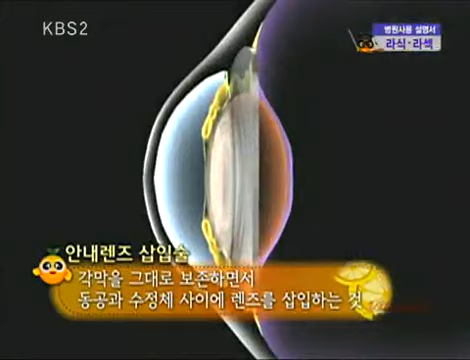 KBS2
병원사용 설명서
라식·라섹
안내렌즈 삽입술
각막을 그대로 보존하면서
동공과 수정체 사이에 렌즈를 삽입하는 것